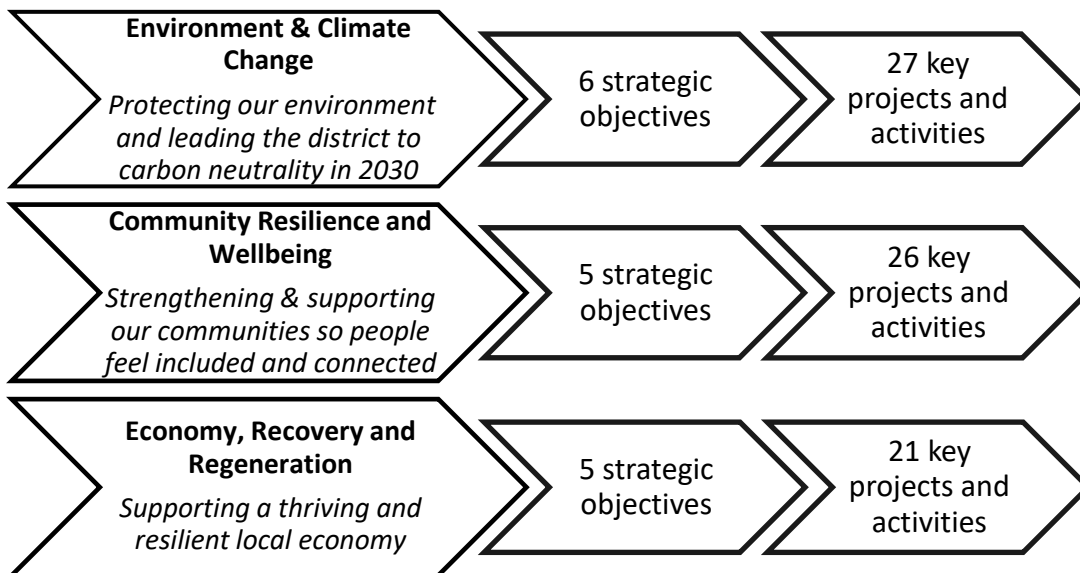 Environment & Climate
Change
Protecting our environment
and leading the district to
carbon neutrality in 2030
6 strategic
objectives
27 key
projects and
activities
Community Resilience and
Wellbeing
Strengthening & supporting
our communities so people
feel included and connected
5 strategic
objectives
26 key
projects and
activities
Economy, Recovery and
Regeneration
Supporting a thriving and
resilient local economy
5 strategic
objectives
21 key
projects and
activities